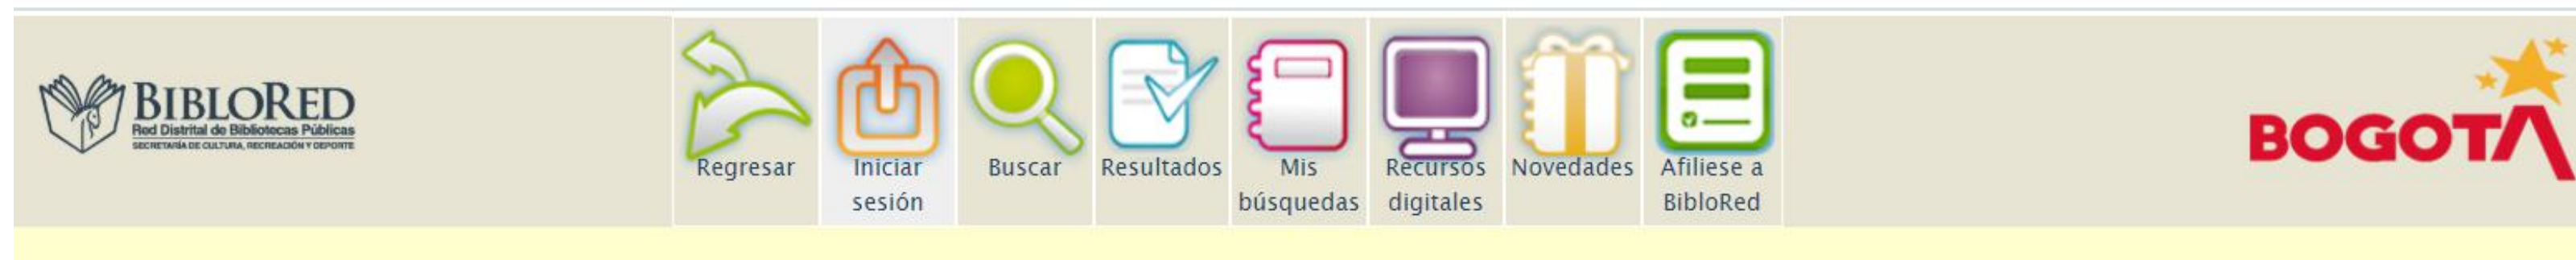 BIBLORED
Red Distrital de Bibliotecas Públicas
SECRETARÍA DE CULTURA, RECREACIÓN Y DEPORTE
Regresar
Iniciar
sesión
Buscar
Resultados
Mis
búsquedas
Recursos
digitales
Novedades
Afiliese a
BibloRed
BOGOTÁ